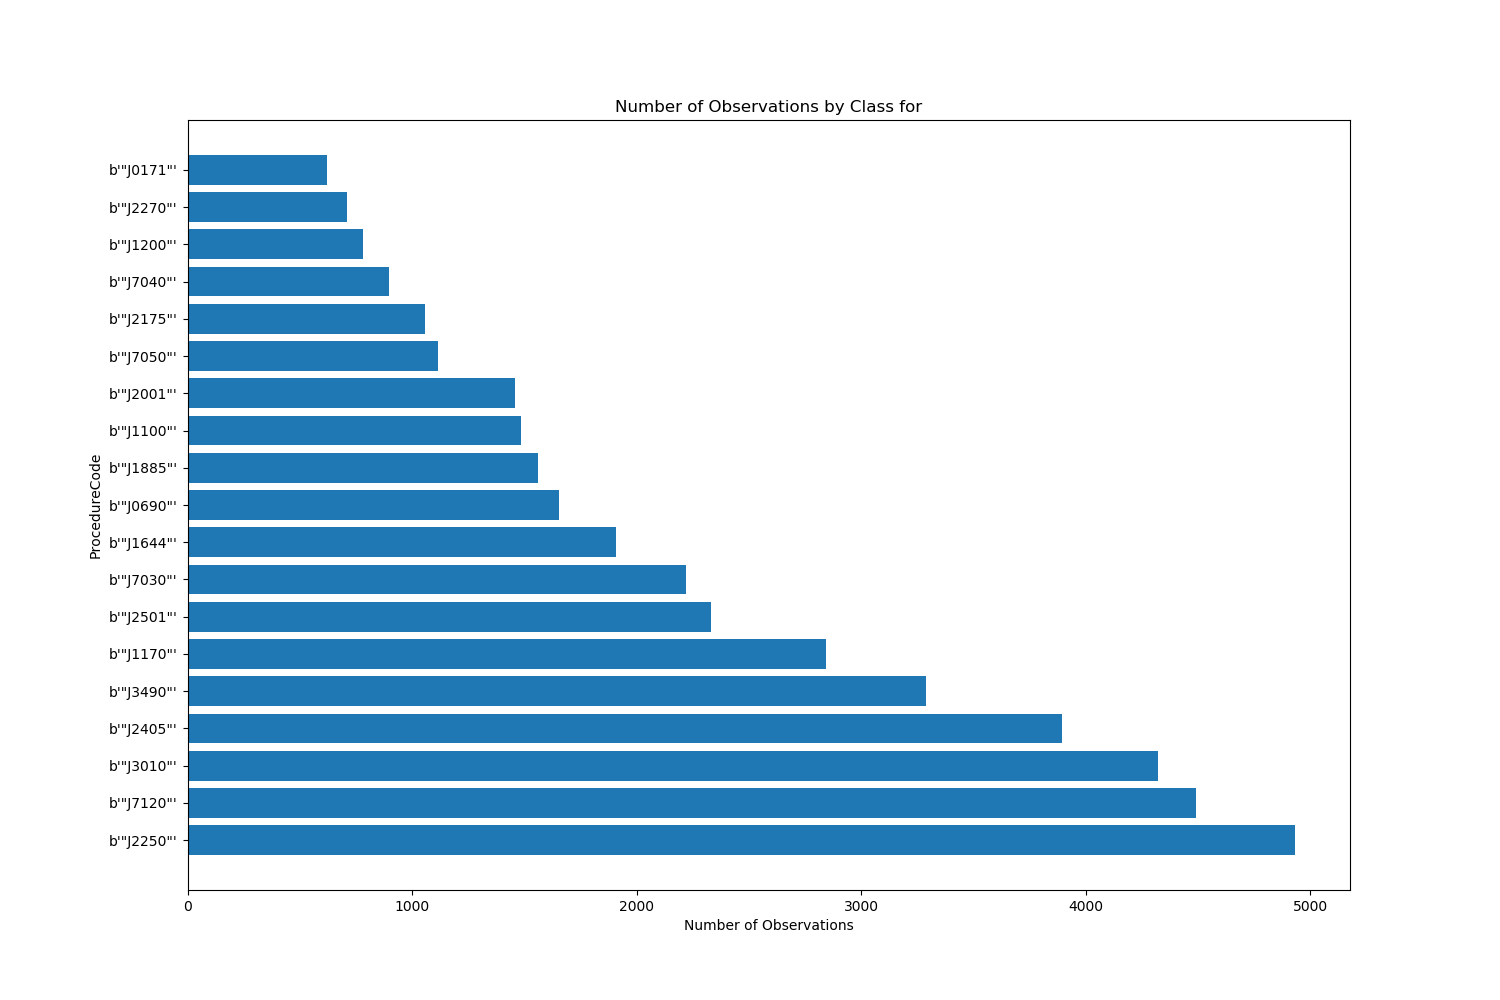 Number of Observations by Class for
b'"J0171"'
b'"J2270"'
b'"J1200"'
b'"J7040"'
b'"J2175"'
b'"J7050"'
b'"J2001"'
b'"J1100"'
b'"J1885"'
b'"J0690"'
b'"J1644"'
b'"J7030"'
b'"J2501"'
b'"J1170"'
b'"J3490"'
b'"J2405"'
b'"J3010"'
b'"J7120"'
b'"J2250"'
ProcedureCode
0 1000 2000 3000 4000 5000
Number of Observations